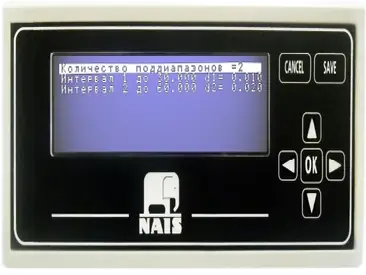 Количество поддиапазонов =2
Интервал 1 до 30.000 d1= 0.010
Интервал 2 до 60.000 d2= 0.020
CANCEL
SAVE
OK
NAIS